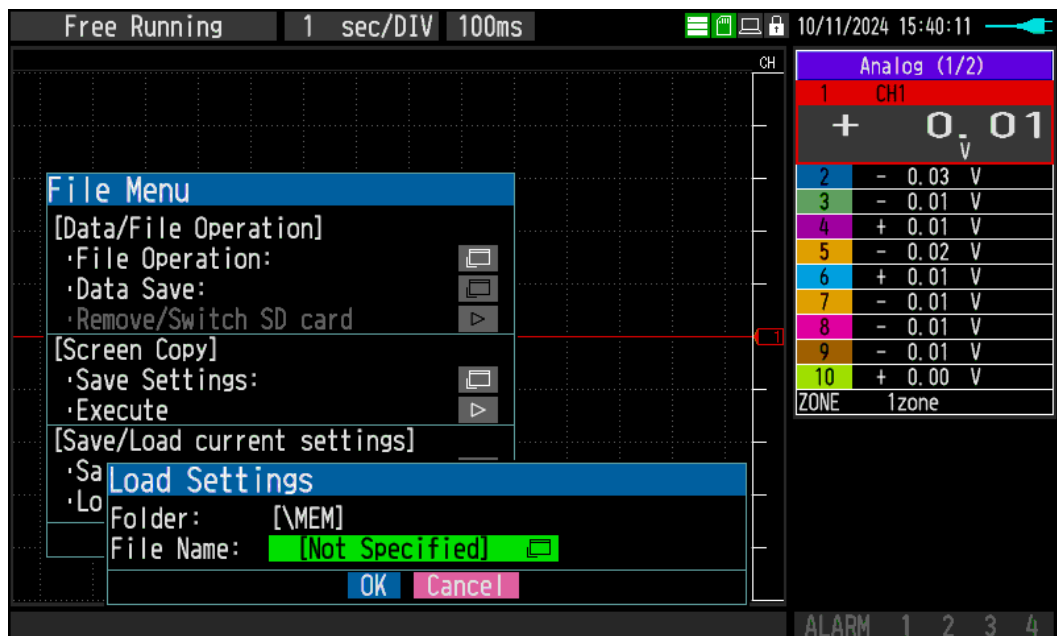 Free Running 1 sec/DIV 100ms 10/11/2024 15:40:11
CH
Analog (1/2)
1 CH1
+ 0.01
V
2 - 0.03 V
3 - 0.01 V
4 + 0.01 V
5 - 0.02 V
6 + 0.01 V
7 - 0.01 V
8 - 0.01 V
9 - 0.01 V
10 + 0.00 V
ZONE 1zone
1
File Menu
[Data/File Operation]
·File Operation:
·Data Save:
·Remove/Switch SD card
[Screen Copy]
·Save Settings:
·Execute
[Save/Load current settings]
·Sa
·Lo
Load Settings
Folder: [\MEM]
File Name: [Not Specified]
OK Cancel
ALARM 1 2 3 4